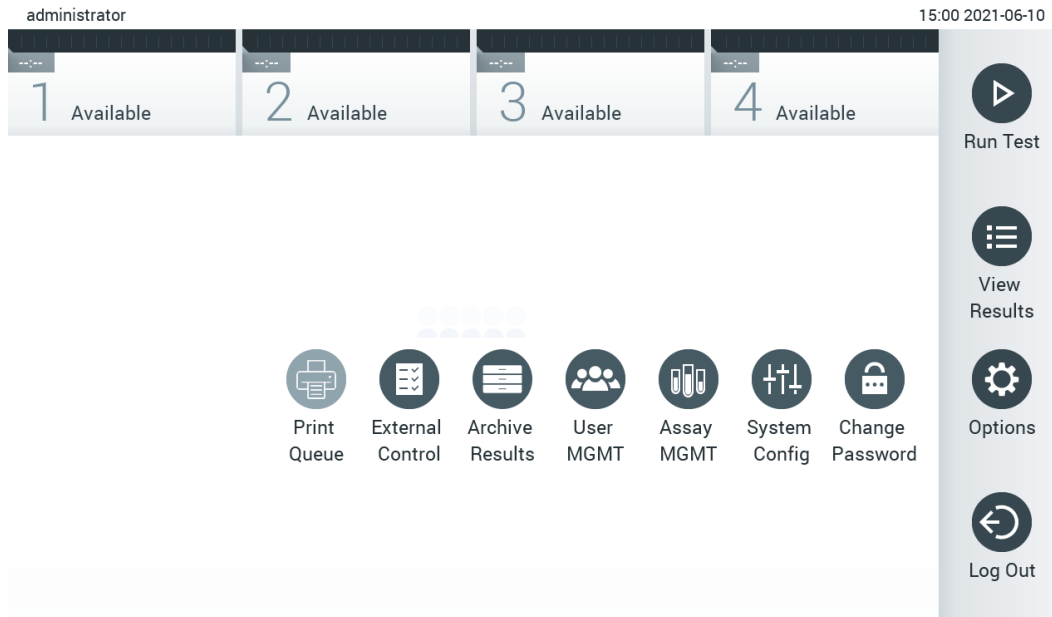 administrator
15:00 2021-06-10
--:--
--:--
--:--
--:--
1 Available
2 Available
3 Available
4 Available
Run Test
View
Results
Print
Queue
External
Control
Archive
Results
User
MGMT
Assay
MGMT
System
Config
Change
Password
Options
Log Out